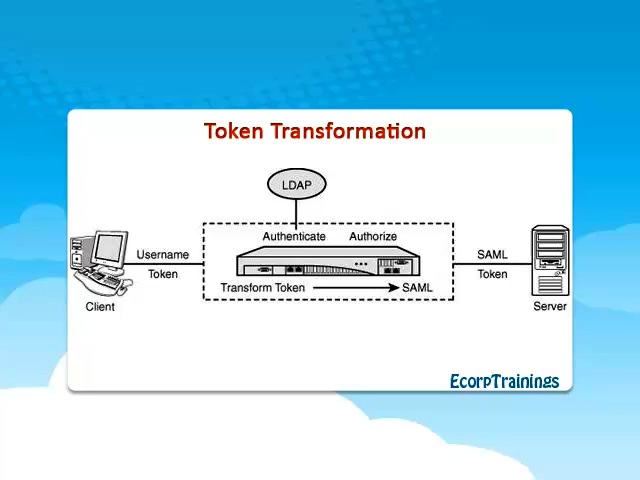 Token Transformation
LDAP
Authenticate Authorize
Username
Token
SAML
Token
Transform Token SAML
Client
Server
EcorpTrainings